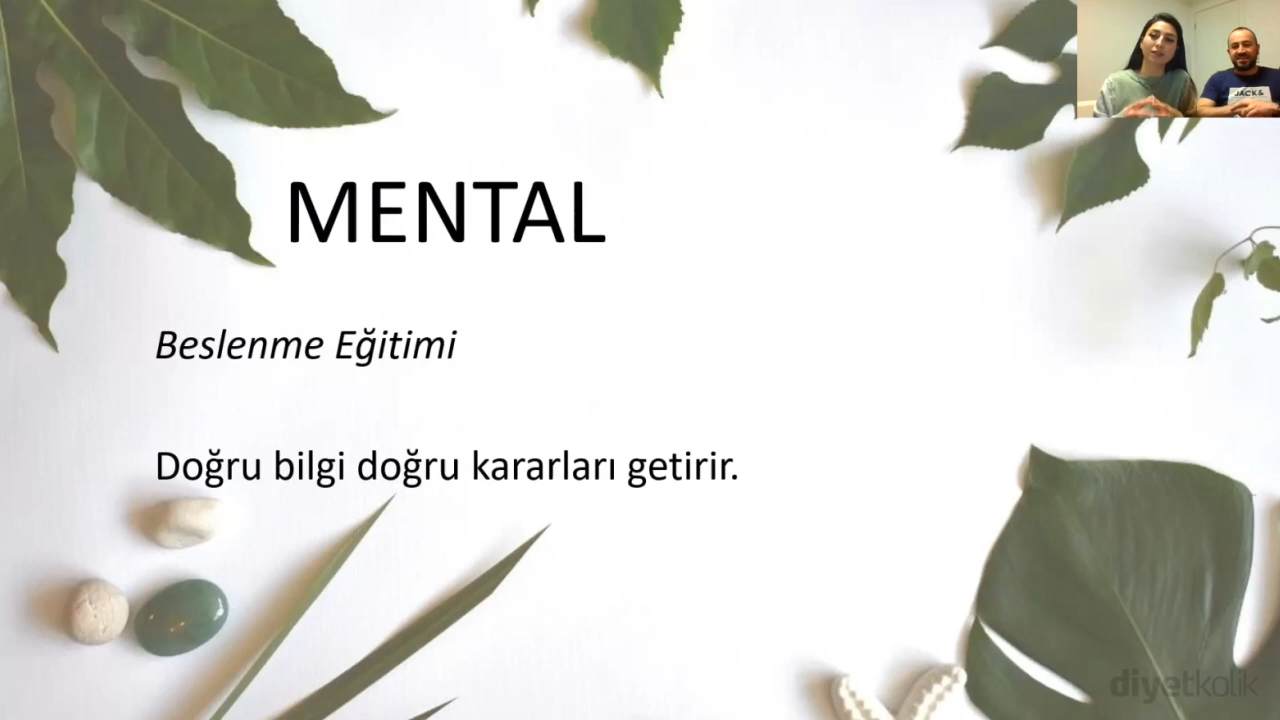 MENTAL
Beslenme Eğitimi
Doğru bilgi doğru kararları getirir.
JACK&
diyetkolik